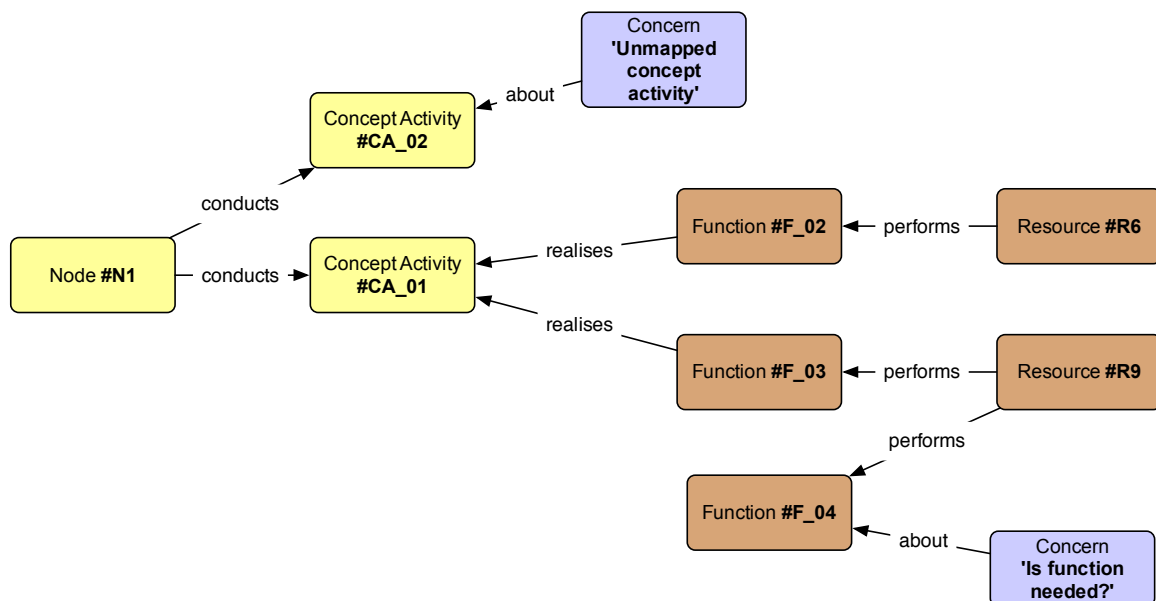 Concern
'Unmapped
concept
activity'
about
Concept Activity
#CA_02
conducts
Function #F_02
performs
Resource #R6
realises
Node #N1
conducts
Concept Activity
#CA_01
realises
Function #F_03
performs
Resource #R9
performs
Function #F_04
about
Concern
'Is function
needed?'